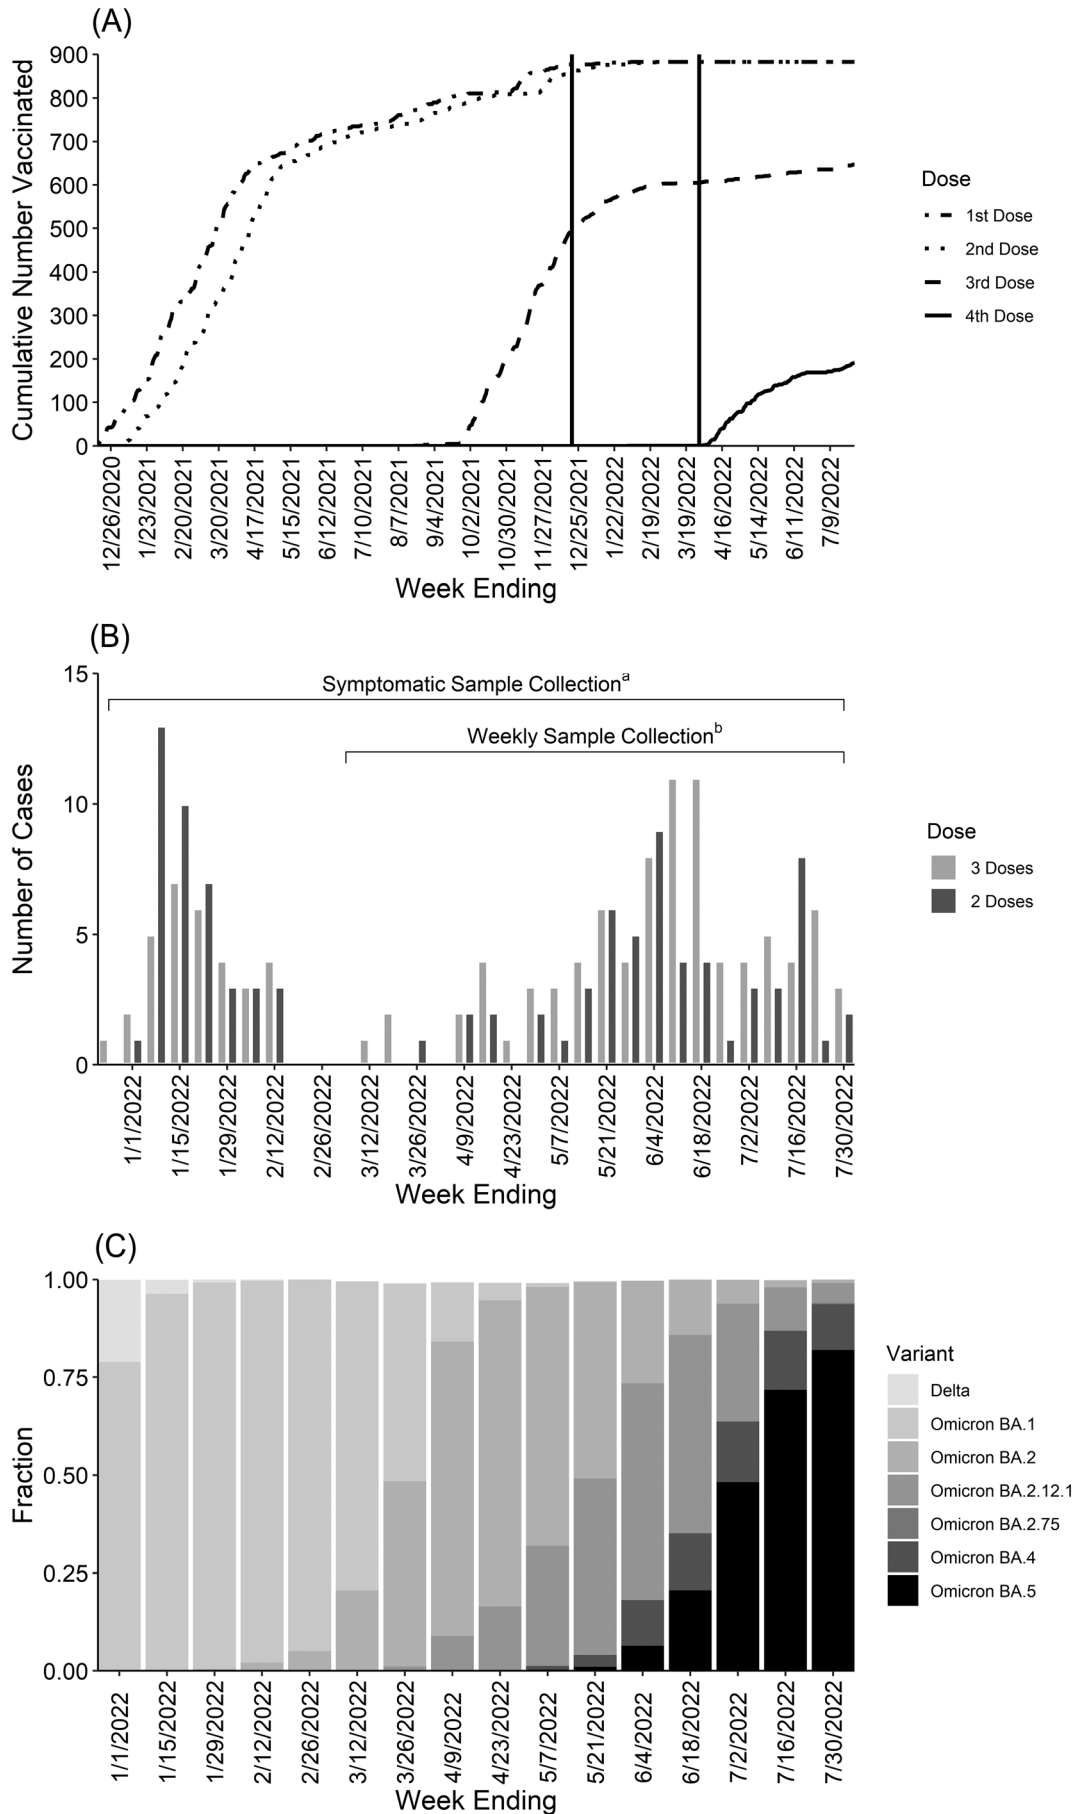 (A)
Cumulative Number Vaccinated
900
800
700
600
500
400
300
200
100
0
12/26/2020
1/23/2021
2/20/2021
3/20/2021
4/17/2021
5/15/2021
6/12/2021
7/10/2021
8/7/2021
9/4/2021
10/2/2021
10/30/2021
11/27/2021
12/25/2021
1/22/2022
2/19/2022
3/19/2022
4/16/2022
5/14/2022
6/11/2022
7/9/2022
Week Ending
Dose
1st Dose
2nd Dose
3rd Dose
4th Dose
(B)
Number of Cases
15
10
5
0
Symptomatic Sample Collectionᵃ
Weekly Sample Collectionᵇ
1/1/2022
1/15/2022
1/29/2022
2/12/2022
2/26/2022
3/12/2022
3/26/2022
4/9/2022
4/23/2022
5/7/2022
5/21/2022
6/4/2022
6/18/2022
7/2/2022
7/16/2022
7/30/2022
Week Ending
Dose
3 Doses
2 Doses
(C)
Fraction
1.00
0.75
0.50
0.25
0.00
1/1/2022
1/15/2022
1/29/2022
2/12/2022
2/26/2022
3/12/2022
3/26/2022
4/9/2022
4/23/2022
5/7/2022
5/21/2022
6/4/2022
6/18/2022
7/2/2022
7/16/2022
7/30/2022
Week Ending
Variant
Delta
Omicron BA.1
Omicron BA.2
Omicron BA.2.12.1
Omicron BA.2.75
Omicron BA.4
Omicron BA.5